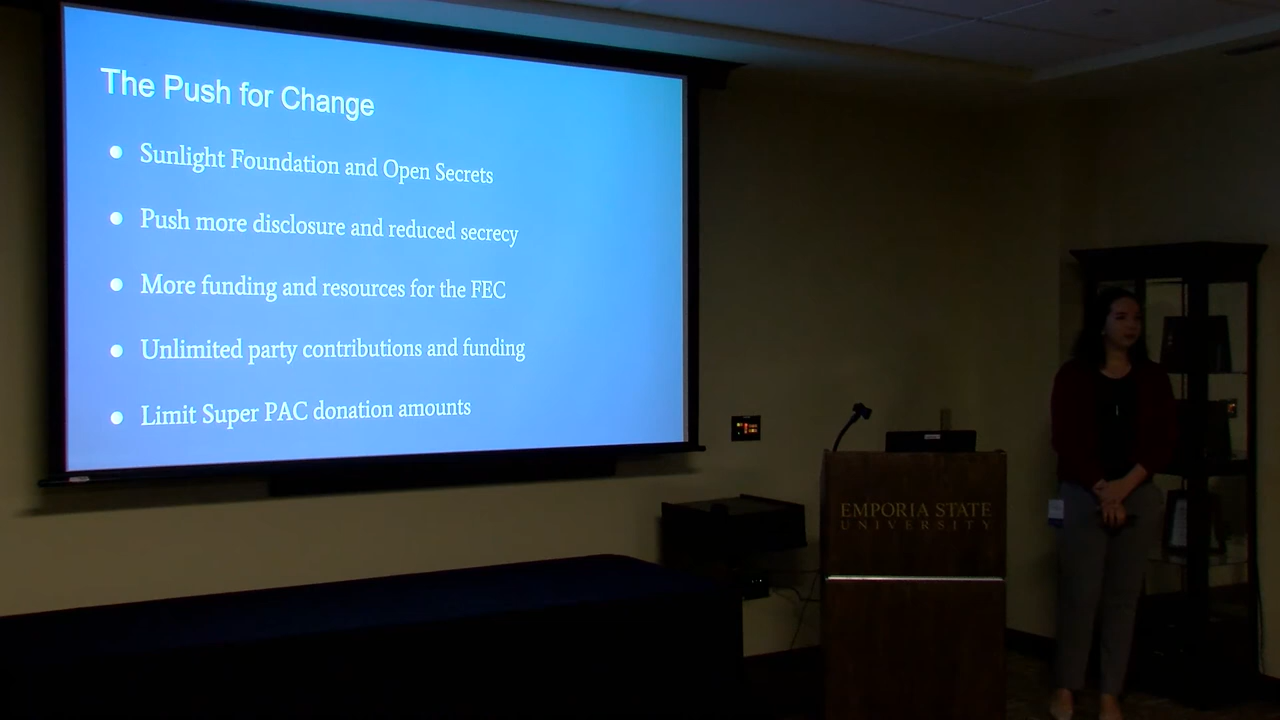 The Push for Change
Sunlight Foundation and Open Secrets
Push more disclosure and reduced secrecy
More funding and resources for the FEC
Unlimited party contributions and funding
Limit Super PAC donation amounts
EMPORIA STATE
UNIVERSITY